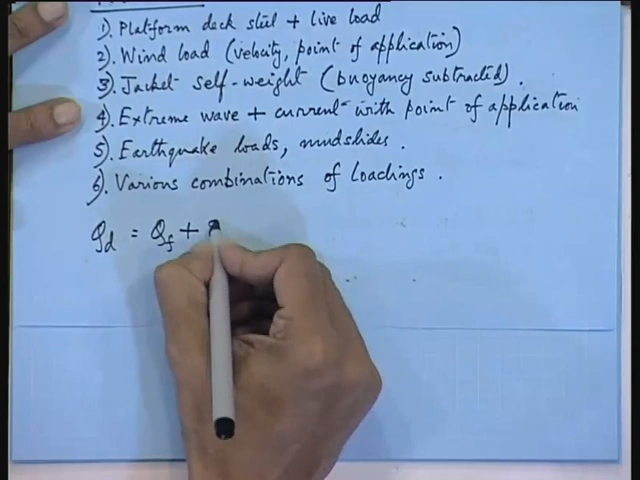 1). Platform deck steel + live load
2). Wind load (velocity, point of application)
3). Jacket self-weight (buoyancy subtracted).
4). Extreme wave + current with point of application
5). Earthquake loads, mudslides.
6). Various combinations of loadings.
Qd = Qf +